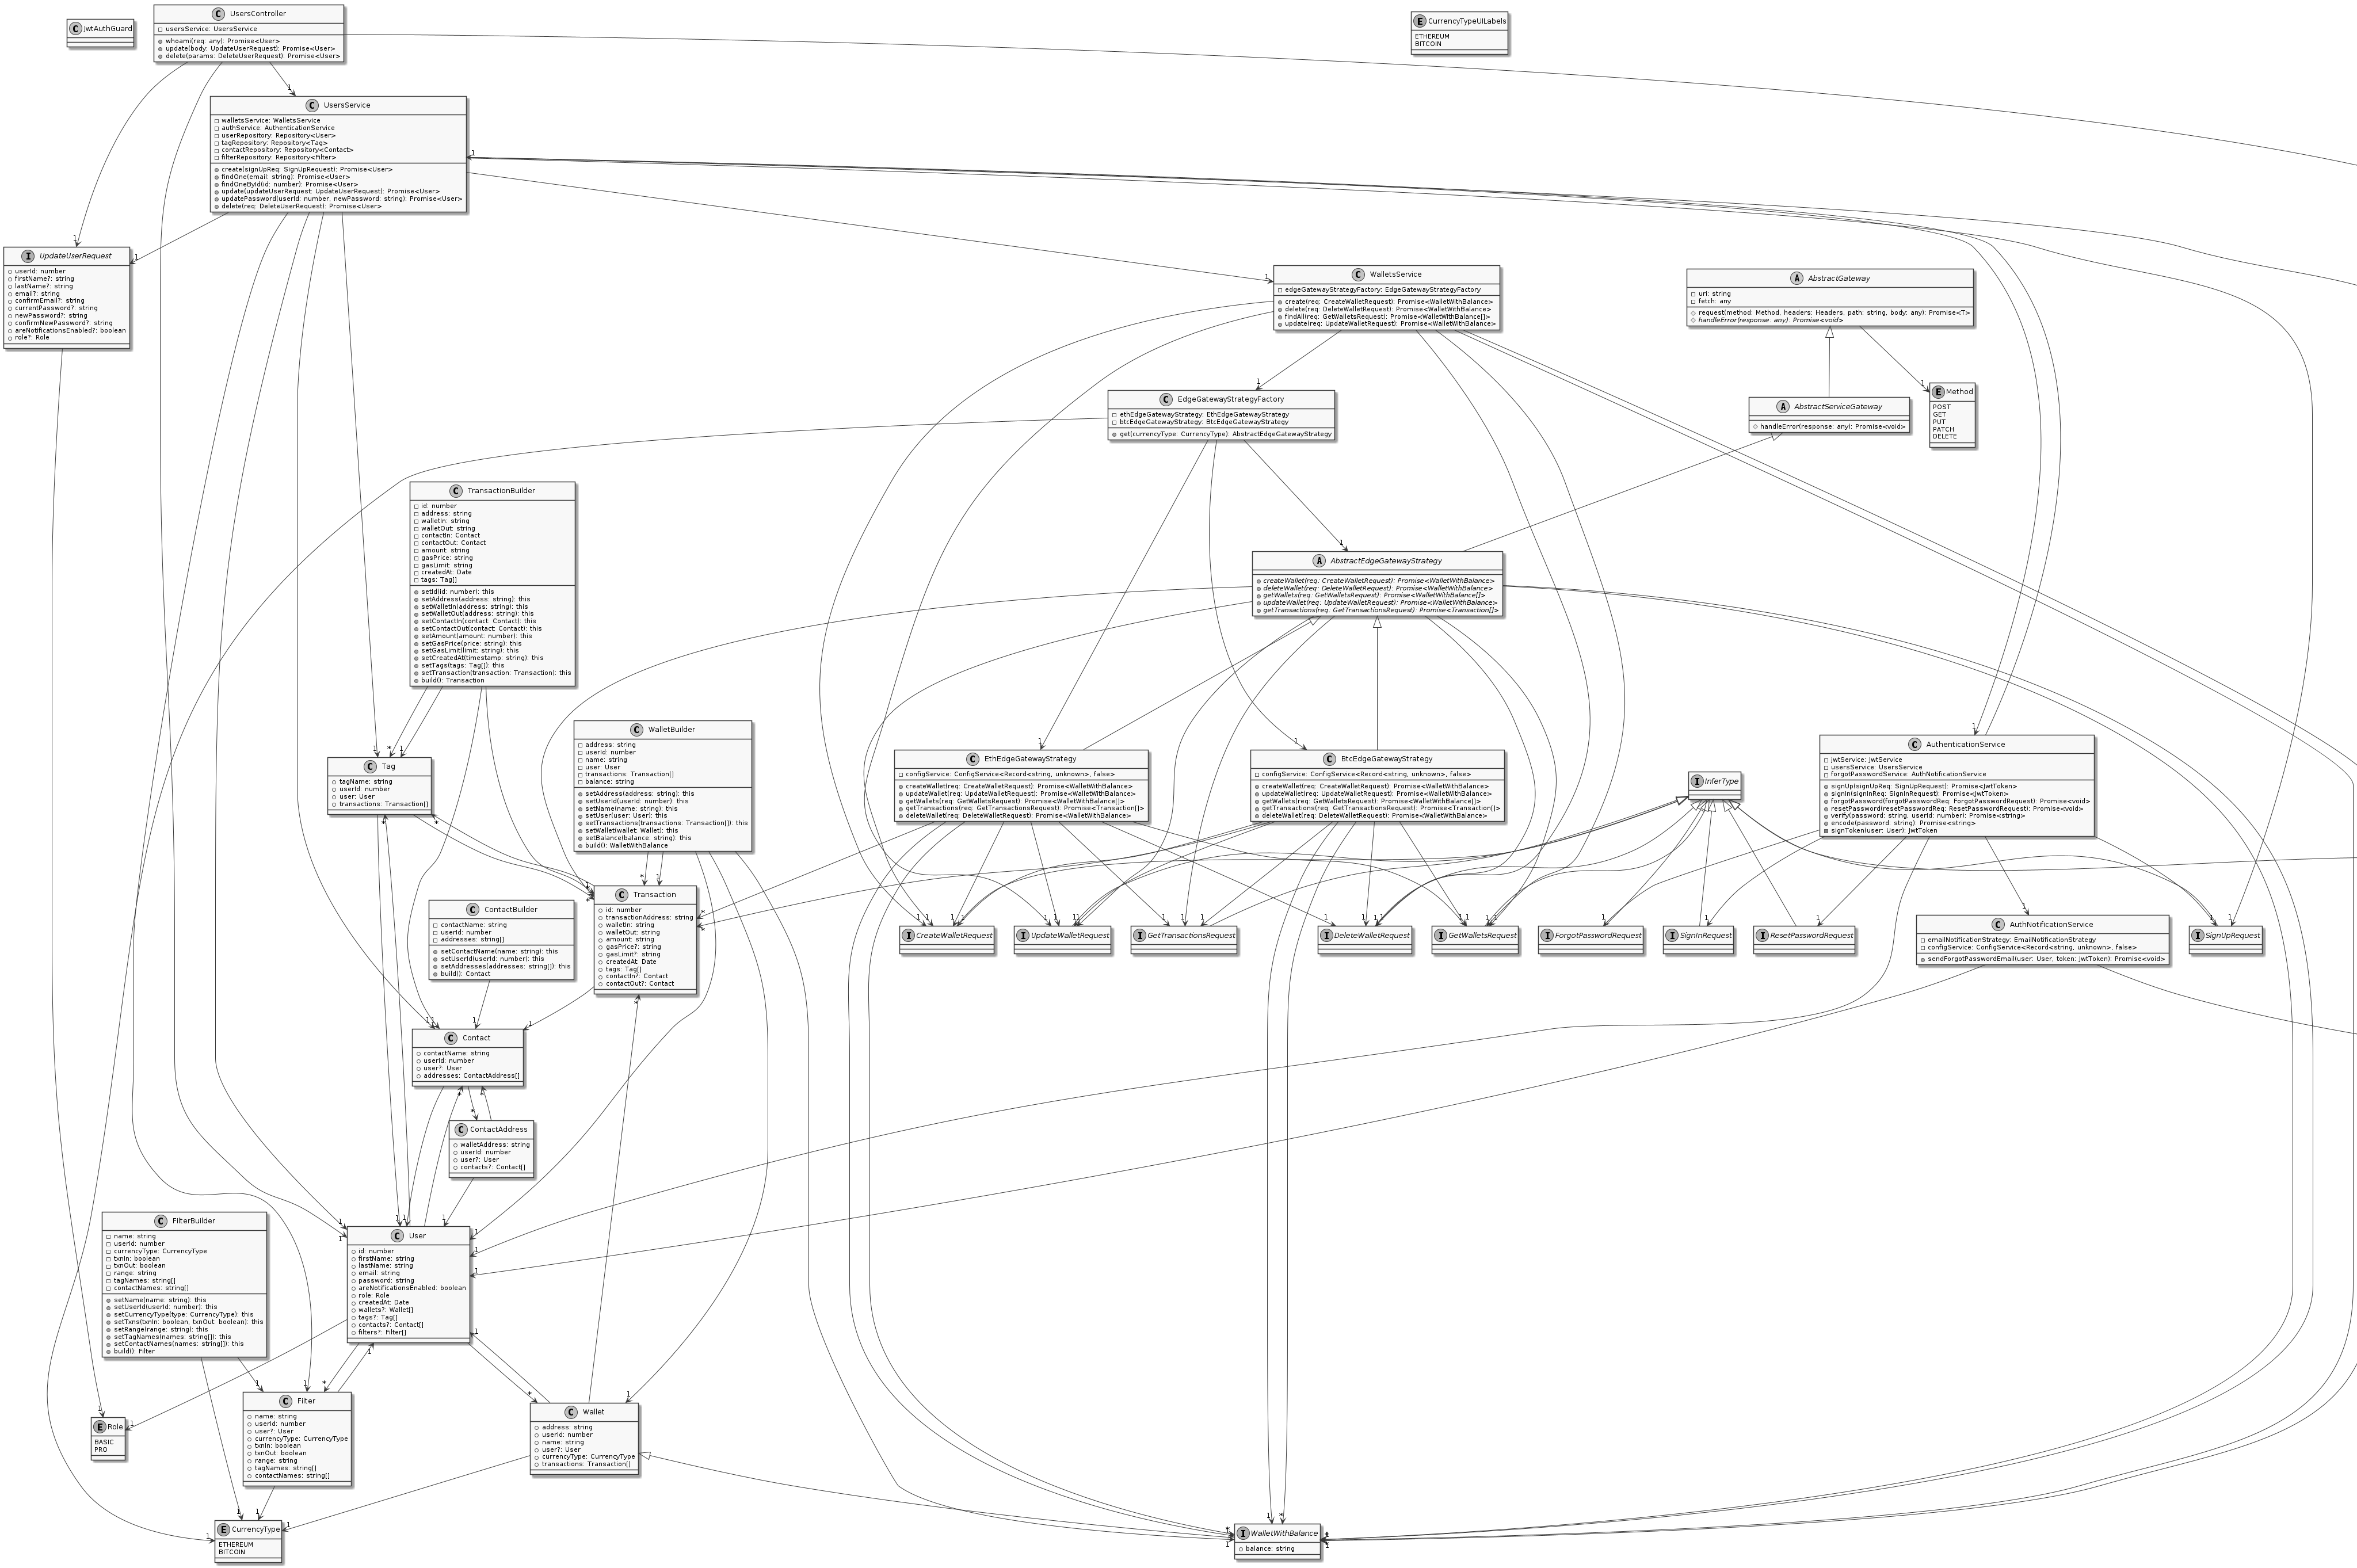 C JwtAuthGuard
C UsersController
usersService: UsersService
whoami(req: any): Promise<User>
update(body: UpdateUserRequest): Promise<User>
delete(params: DeleteUserRequest): Promise<User>
E CurrencyTypeUILabels
ETHEREUM
BITCOIN
1
C UsersService
walletsService: WalletsService
authService: AuthenticationService
userRepository: Repository<User>
tagRepository: Repository<Tag>
contactRepository: Repository<Contact>
filterRepository: Repository<Filter>
create(signUpReq: SignUpRequest): Promise<User>
findOne(email: string): Promise<User>
findOneById(id: number): Promise<User>
update(updateUserRequest: UpdateUserRequest): Promise<User>
updatePassword(userId: number, newPassword: string): Promise<User>
delete(req: DeleteUserRequest): Promise<User>
1
1
1
I UpdateUserRequest
userId: number
firstName?: string
lastName?: string
email?: string
confirmEmail?: string
currentPassword?: string
newPassword?: string
confirmNewPassword?: string
areNotificationsEnabled?: boolean
role?: Role
1
C WalletsService
edgeGatewayStrategyFactory: EdgeGatewayStrategyFactory
create(req: CreateWalletRequest): Promise<WalletWithBalance>
delete(req: DeleteWalletRequest): Promise<WalletWithBalance>
findAll(req: GetWalletsRequest): Promise<WalletWithBalance[]>
update(req: UpdateWalletRequest): Promise<WalletWithBalance>
A AbstractGateway
uri: string
fetch: any
request(method: Method, headers: Headers, path: string, body: any): Promise<T>
handleError(response: any): Promise<void>
1
C EdgeGatewayStrategyFactory
ethEdgeGatewayStrategy: EthEdgeGatewayStrategy
btcEdgeGatewayStrategy: BtcEdgeGatewayStrategy
get(currencyType: CurrencyType): AbstractEdgeGatewayStrategy
A AbstractServiceGateway
handleError(response: any): Promise<void>
1
E Method
POST
GET
PUT
PATCH
DELETE
C TransactionBuilder
id: number
address: string
walletIn: string
walletOut: string
contactIn: Contact
contactOut: Contact
amount: string
gasPrice: string
gasLimit: string
createdAt: Date
tags: Tag[]
setId(id: number): this
setAddress(address: string): this
setWalletIn(address: string): this
setWalletOut(address: string): this
setContactIn(contact: Contact): this
setContactOut(contact: Contact): this
setAmount(amount: number): this
setGasPrice(price: string): this
setGasLimit(limit: string): this
setCreatedAt(timestamp: string): this
setTags(tags: Tag[]): this
setTransaction(transaction: Transaction): this
build(): Transaction
1
A AbstractEdgeGatewayStrategy
createWallet(req: CreateWalletRequest): Promise<WalletWithBalance>
deleteWallet(req: DeleteWalletRequest): Promise<WalletWithBalance>
getWallets(req: GetWalletsRequest): Promise<WalletWithBalance[]>
updateWallet(req: UpdateWalletRequest): Promise<WalletWithBalance>
getTransactions(req: GetTransactionsRequest): Promise<Transaction[]>
1 * 1
C Tag
tagName: string
userId: number
user: User
transactions: Transaction[]
* *
C WalletBuilder
address: string
userId: number
name: string
user: User
transactions: Transaction[]
balance: string
setAddress(address: string): this
setUserId(userId: number): this
setName(name: string): this
setUser(user: User): this
setTransactions(transactions: Transaction[]): this
setWallet(wallet: Wallet): this
setBalance(balance: string): this
build(): WalletWithBalance
1
C EthEdgeGatewayStrategy
configService: ConfigService<Record<string, unknown>, false>
createWallet(req: CreateWalletRequest): Promise<WalletWithBalance>
updateWallet(req: UpdateWalletRequest): Promise<WalletWithBalance>
getWallets(req: GetWalletsRequest): Promise<WalletWithBalance[]>
getTransactions(req: GetTransactionsRequest): Promise<Transaction[]>
deleteWallet(req: DeleteWalletRequest): Promise<WalletWithBalance>
1
C BtcEdgeGatewayStrategy
configService: ConfigService<Record<string, unknown>, false>
createWallet(req: CreateWalletRequest): Promise<WalletWithBalance>
updateWallet(req: UpdateWalletRequest): Promise<WalletWithBalance>
getWallets(req: GetWalletsRequest): Promise<WalletWithBalance[]>
getTransactions(req: GetTransactionsRequest): Promise<Transaction[]>
deleteWallet(req: DeleteWalletRequest): Promise<WalletWithBalance>
I InferType
1
C AuthenticationService
jwtService: JwtService
usersService: UsersService
forgotPasswordService: AuthNotificationService
signUp(signUpReq: SignUpRequest): Promise<JwtToken>
signIn(signInReq: SignInRequest): Promise<JwtToken>
forgotPassword(forgotPasswordReq: ForgotPasswordRequest): Promise<void>
resetPassword(resetPasswordReq: ResetPasswordRequest): Promise<void>
verify(password: string, userId: number): Promise<string>
encode(password: string): Promise<string>
signToken(user: User): JwtToken
* 1
C Transaction
id: number
transactionAddress: string
walletIn: string
walletOut: string
amount: string
gasPrice?: string
gasLimit?: string
createdAt: Date
tags: Tag[]
contactIn?: Contact
contactOut?: Contact
C ContactBuilder
contactName: string
userId: number
addresses: string[]
setContactName(name: string): this
setUserId(userId: number): this
setAddresses(addresses: string[]): this
build(): Contact
I CreateWalletRequest
I UpdateWalletRequest
I GetTransactionsRequest
I DeleteWalletRequest
I GetWalletsRequest
I ForgotPasswordRequest
I SignInRequest
I ResetPasswordRequest
C AuthNotificationService
emailNotificationStrategy: EmailNotificationStrategy
configService: ConfigService<Record<string, unknown>, false>
sendForgotPasswordEmail(user: User, token: JwtToken): Promise<void>
I SignUpRequest
C Contact
contactName: string
userId: number
user?: User
addresses: ContactAddress[]
C ContactAddress
walletAddress: string
userId: number
user?: User
contacts?: Contact[]
C FilterBuilder
name: string
userId: number
currencyType: CurrencyType
txnIn: boolean
txnOut: boolean
range: string
tagNames: string[]
contactNames: string[]
setName(name: string): this
setUserId(userId: number): this
setCurrencyType(type: CurrencyType): this
setTxns(txnIn: boolean, txnOut: boolean): this
setRange(range: string): this
setTagNames(names: string[]): this
setContactNames(names: string[]): this
build(): Filter
C User
id: number
firstName: string
lastName: string
email: string
password: string
areNotificationsEnabled: boolean
role: Role
createdAt: Date
wallets?: Wallet[]
tags?: Tag[]
contacts?: Contact[]
filters?: Filter[]
E Role
BASIC
PRO
C Filter
name: string
userId: number
user?: User
currencyType: CurrencyType
txnIn: boolean
txnOut: boolean
range: string
tagNames: string[]
contactNames: string[]
C Wallet
address: string
userId: number
name: string
user?: User
currencyType: CurrencyType
transactions: Transaction[]
E CurrencyType
ETHEREUM
BITCOIN
I WalletWithBalance
balance: string